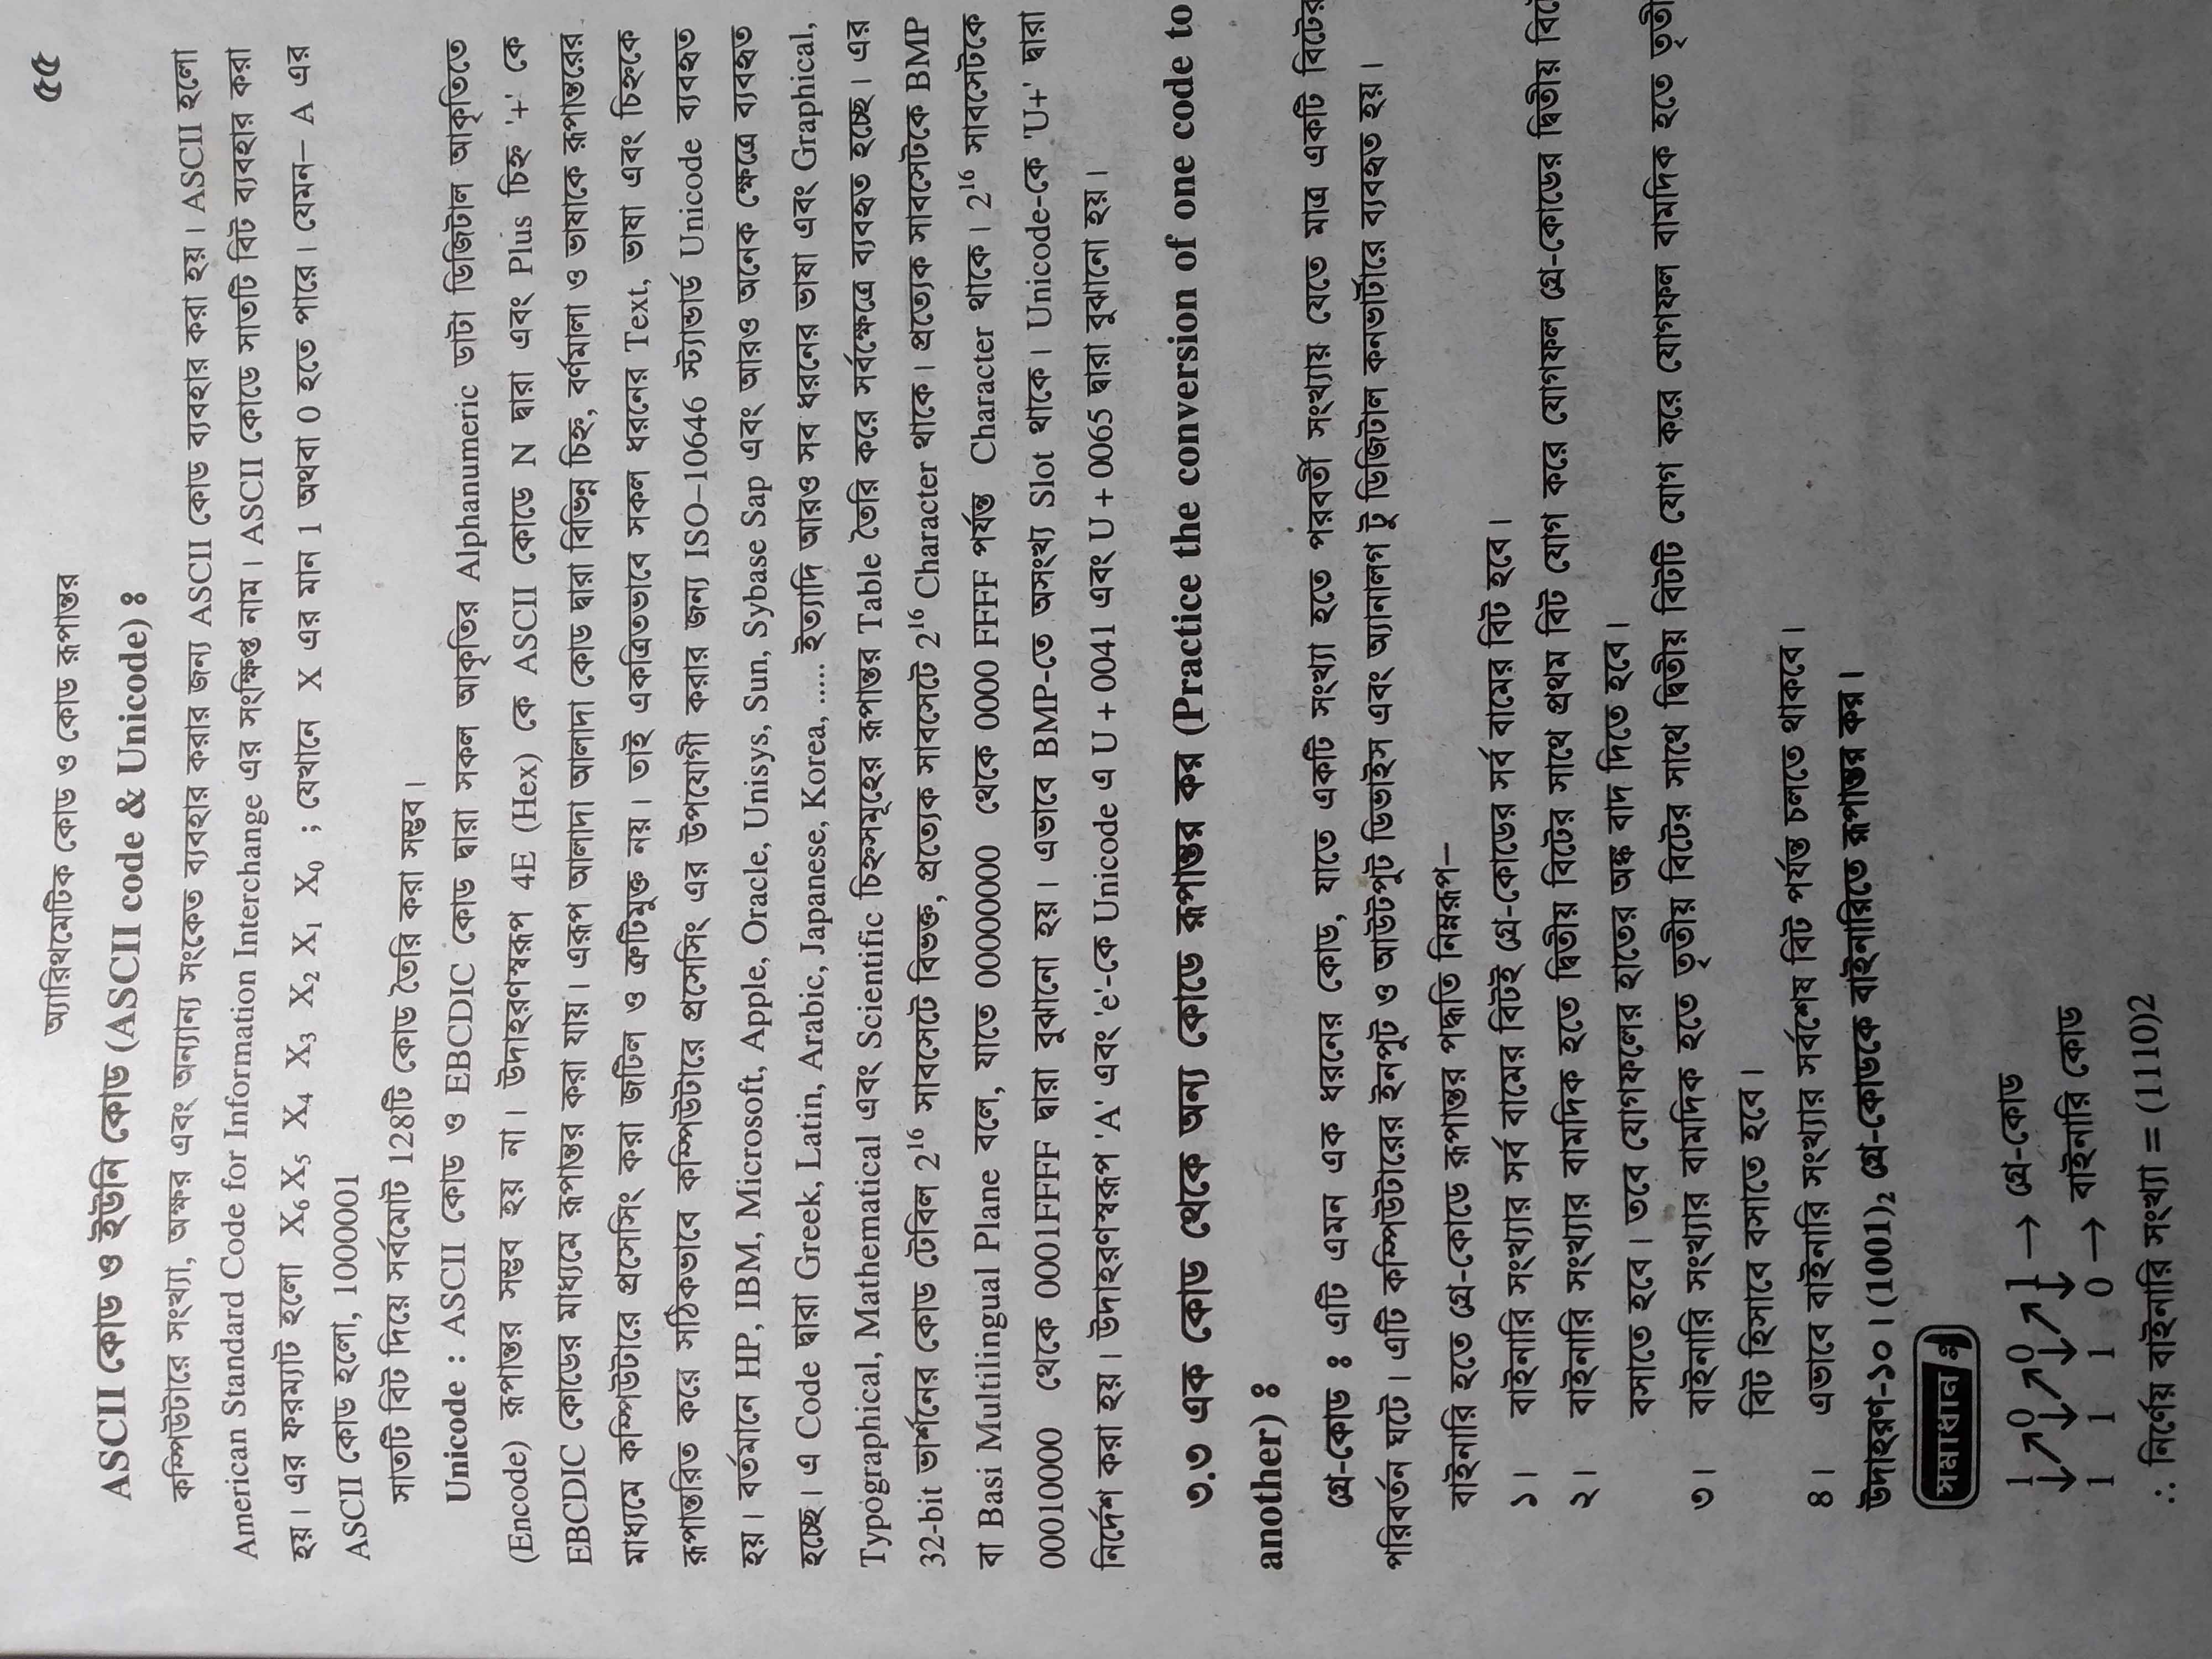 অ্যারিথমেটিক কোড ও কোড রূপান্তর ৫৫
ASCII কোড ও ইউনি কোড (ASCII code & Unicode) ঃ
কম্পিউটারে সংখ্যা, অক্ষর এবং অন্যান্য সংকেত ব্যবহার করার জন্য ASCII কোড ব্যবহার করা হয়। ASCII হলো
American Standard Code for Information Interchange এর সংক্ষিপ্ত নাম। ASCII কোডে সাতটি বিট ব্যবহার করা
হয়। এর ফরম্যাট হলো X₆ X₅ X₄ X₃ X₂ X₁ X₀ ; যেখানে X এর মান 1 অথবা 0 হতে পারে। যেমন– A এর
ASCII কোড হলো, 1000001
সাতটি বিট দিয়ে সর্বমোট 128টি কোড তৈরি করা সম্ভব।
Unicode : ASCII কোড ও EBCDIC কোড দ্বারা সকল আকৃতির Alphanumeric ডাটা ডিজিটাল আকৃতিতে
(Encode) রূপান্তর সম্ভব হয় না। উদাহরণস্বরূপ 4E (Hex) কে ASCII কোডে N দ্বারা এবং Plus চিহ্ন '+' কে
EBCDIC কোডের মাধ্যমে রূপান্তর করা যায়। এরূপ আলাদা আলাদা কোড দ্বারা বিভিন্ন চিহ্ন, বর্ণমালা ও ভাষাকে রূপান্তরের
মাধ্যমে কম্পিউটারে প্রসেসিং করা জটিল ও ত্রুটিমুক্ত নয়। তাই একত্রিতভাবে সকল ধরনের Text, ভাষা এবং চিহ্নকে
রূপান্তরিত করে সঠিকভাবে কম্পিউটারে প্রসেসিং এর উপযোগী করার জন্য ISO–10646 স্ট্যান্ডার্ড Unicode ব্যবহৃত
হয়। বর্তমানে HP, IBM, Microsoft, Apple, Oracle, Unisys, Sun, Sybase Sap এবং আরও অনেক ক্ষেত্রে ব্যবহৃত
হচ্ছে। এ Code দ্বারা Greek, Latin, Arabic, Japanese, Korea, ..... ইত্যাদি আরও সব ধরনের ভাষা এবং Graphical,
Typographical, Mathematical এবং Scientific চিহ্নসমূহের রূপান্তর Table তৈরি করে সর্বক্ষেত্রে ব্যবহৃত হচ্ছে। এর
32-bit ভার্শনের কোড টেবিল 2¹⁶ সাবসেটে বিভক্ত, প্রত্যেক সাবসেটে 2¹⁶ Character থাকে। প্রত্যেক সাবসেটকে BMP
বা Basi Multilingual Plane বলে, যাতে 00000000 থেকে 0000 FFFF পর্যন্ত Character থাকে। 2¹⁶ সাবসেটকে
00010000 থেকে 0001FFFF দ্বারা বুঝানো হয়। এভাবে BMP-তে অসংখ্য Slot থাকে। Unicode-কে 'U+' দ্বারা
নির্দেশ করা হয়। উদাহরণস্বরূপ 'A' এবং 'e'-কে Unicode এ U + 0041 এবং U + 0065 দ্বারা বুঝানো হয়।
৩.৩ এক কোড থেকে অন্য কোডে রূপান্তর কর (Practice the conversion of one code to
another) ঃ
গ্রে-কোড ঃ এটি এমন এক ধরনের কোড, যাতে একটি সংখ্যা হতে পরবর্তী সংখ্যায় যেতে মাত্র একটি বিটের
পরিবর্তন ঘটে। এটি কম্পিউটারের ইনপুট ও আউটপুট ডিভাইস এবং অ্যানালগ টু ডিজিটাল কনভার্টারে ব্যবহৃত হয়।
বাইনারি হতে গ্রে-কোডে রূপান্তর পদ্ধতি নিম্নরূপ–
১। বাইনারি সংখ্যার সর্ব বামের বিটই গ্রে-কোডের সর্ব বামের বিট হবে।
২। বাইনারি সংখ্যার বামদিক হতে দ্বিতীয় বিটের সাথে প্রথম বিট যোগ করে যোগফল গ্রে-কোডের দ্বিতীয়
বসাতে হবে। তবে যোগফলের হাতের অঙ্ক বাদ দিতে হবে।
৩। বাইনারি সংখ্যার বামদিক হতে তৃতীয় বিটের সাথে দ্বিতীয় বিটটি যোগ করে যোগফল বামদিক হতে
বিট হিসাবে বসাতে হবে।
৪। এভাবে বাইনারি সংখ্যার সর্বশেষ বিট পর্যন্ত চলতে থাকবে।
উদাহরণ-১০। (1001)₂ গ্রে-কোডকে বাইনারিতে রূপান্তর কর।
সমাধান ঃ
1 0 0 1 → গ্রে-কোড
1 1 1 0 → বাইনারি কোড
∴ নির্ণেয় বাইনারি সংখ্যা = (1110)2